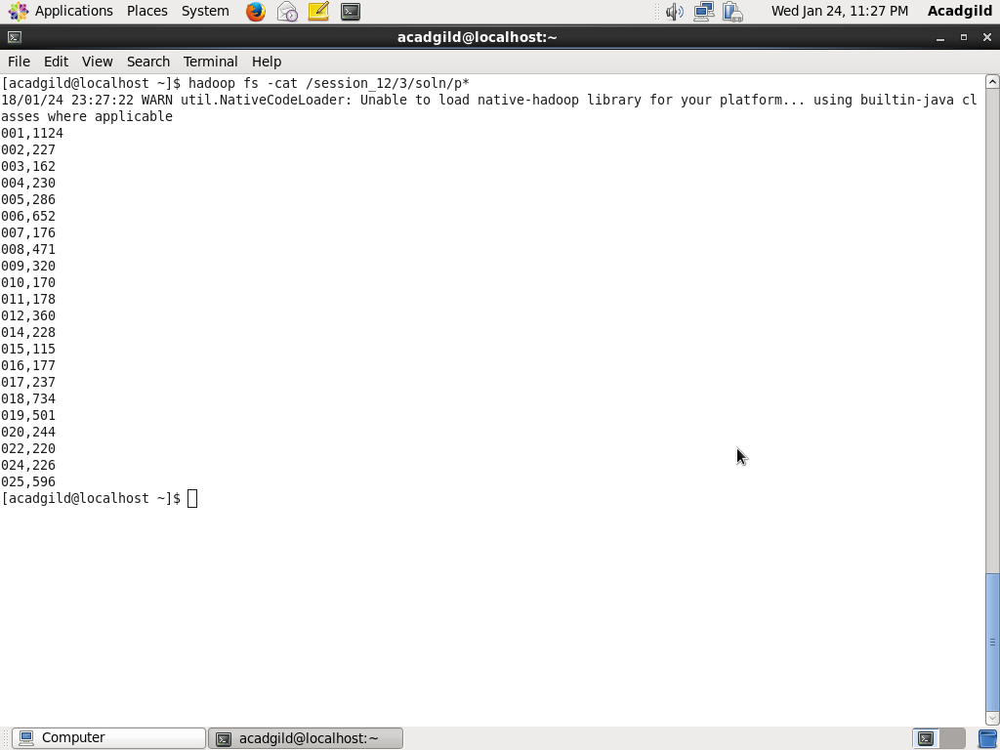 Applications Places System Wed Jan 24, 11:27 PM Acadgild
acadgild@localhost:~
File Edit View Search Terminal Help
[acadgild@localhost ~]$ hadoop fs -cat /session_12/3/soln/p*
18/01/24 23:27:22 WARN util.NativeCodeLoader: Unable to load native-hadoop library for your platform... using builtin-java cl
asses where applicable
001,1124
002,227
003,162
004,230
005,286
006,652
007,176
008,471
009,320
010,170
011,178
012,360
014,228
015,115
016,177
017,237
018,734
019,501
020,244
022,220
024,226
025,596
[acadgild@localhost ~]$
Computer acadgild@localhost:~